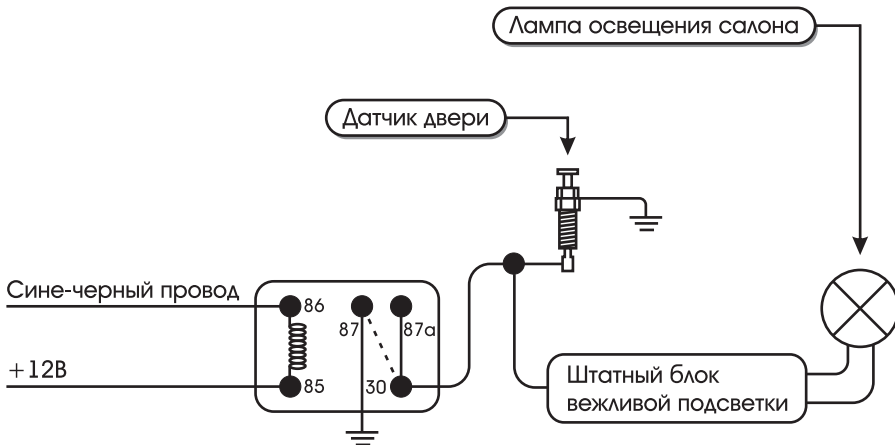 Лампа освещения салона
Датчик двери
Сине-черный провод
86
87
87а
+12В
85
30
Штатный блок
вежливой подсветки